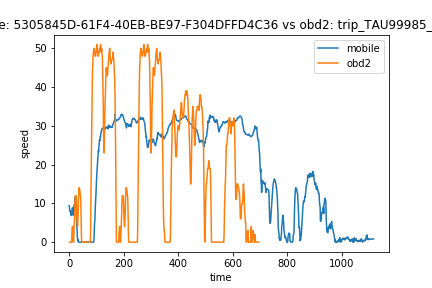 e: 5305845D-61F4-40EB-BE97-F304DFFD4C36 vs obd2: trip_TAU99985_
mobile
obd2
speed
50
40
30
20
10
0
0 200 400 600 800 1000
time